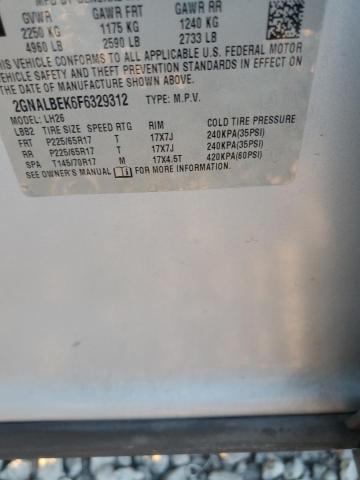 GVWR GAWR FRT GAWR RR
2250 1175 KG 1240 KG
KG 2590 LB 2733 LB
4960 LB
THIS VEHICLE CONFORMS TO ALL APPLICABLE U.S. FEDERAL MOTOR
VEHICLE SAFETY AND THEFT PREVENTION STANDARDS IN EFFECT ON
THE DATE OF MANUFACTURE SHOWN ABOVE.
2GNALBEK6F6329312 TYPE: M.P.V.
MODEL: LH26
LBB2 TIRE SIZE SPEED RTG RIM COLD TIRE PRESSURE
FRT P225/65R17 T 17X7J 240KPA(35PSI)
RR P225/65R17 T 17X7J 240KPA(35PSI)
SPA T145/70R17 M 17X4.5T 420KPA(60PSI)
SEE OWNER'S MANUAL FOR MORE INFORMATION.